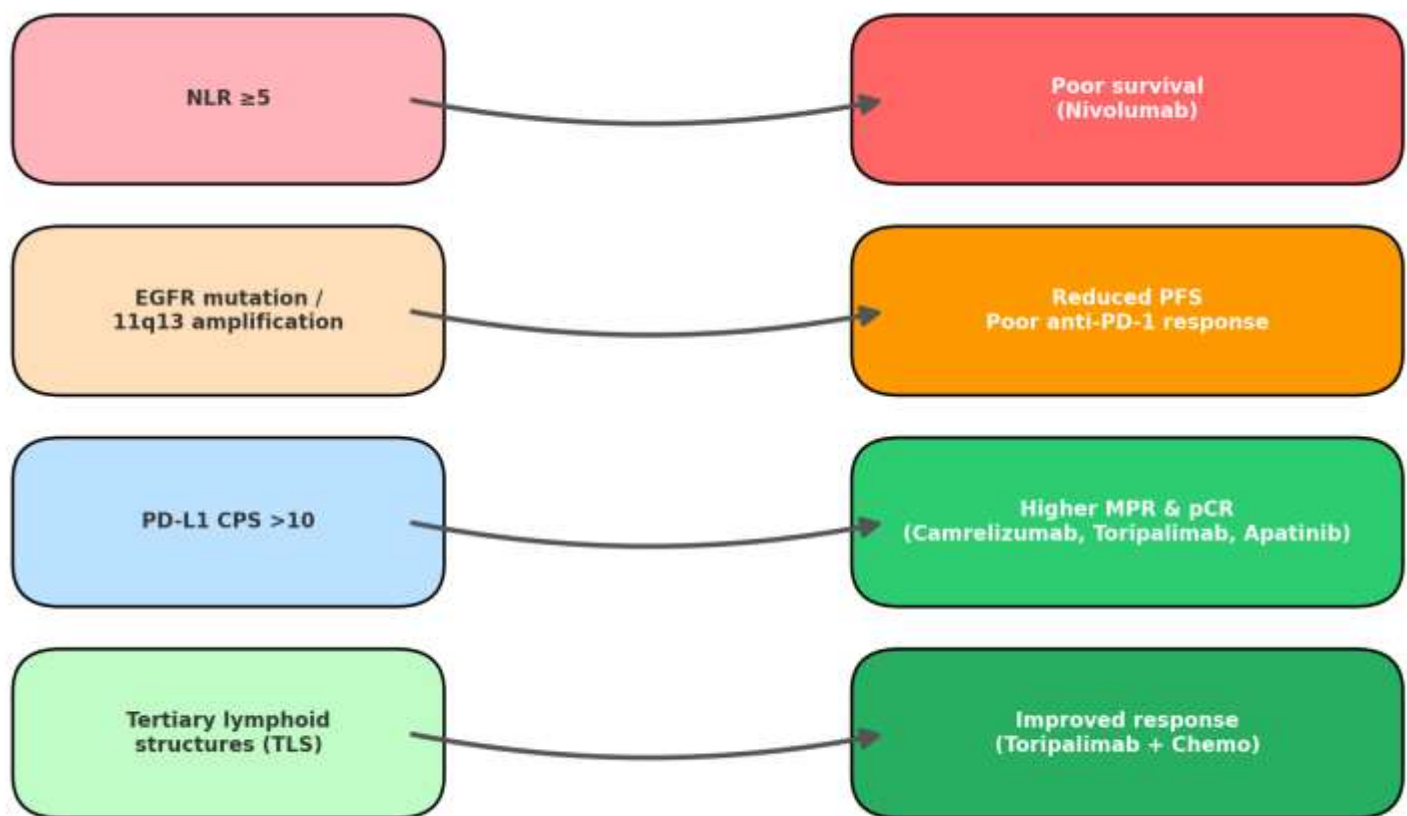 NLR ≥5
Poor survival
(Nivolumab)
EGFR mutation /
11q13 amplification
Reduced PFS
Poor anti-PD-1 response
PD-L1 CPS >10
Higher MPR & pCR
(Camrelizumab, Toripalimab, Apatinib)
Tertiary lymphoid
structures (TLS)
Improved response
(Toripalimab + Chemo)